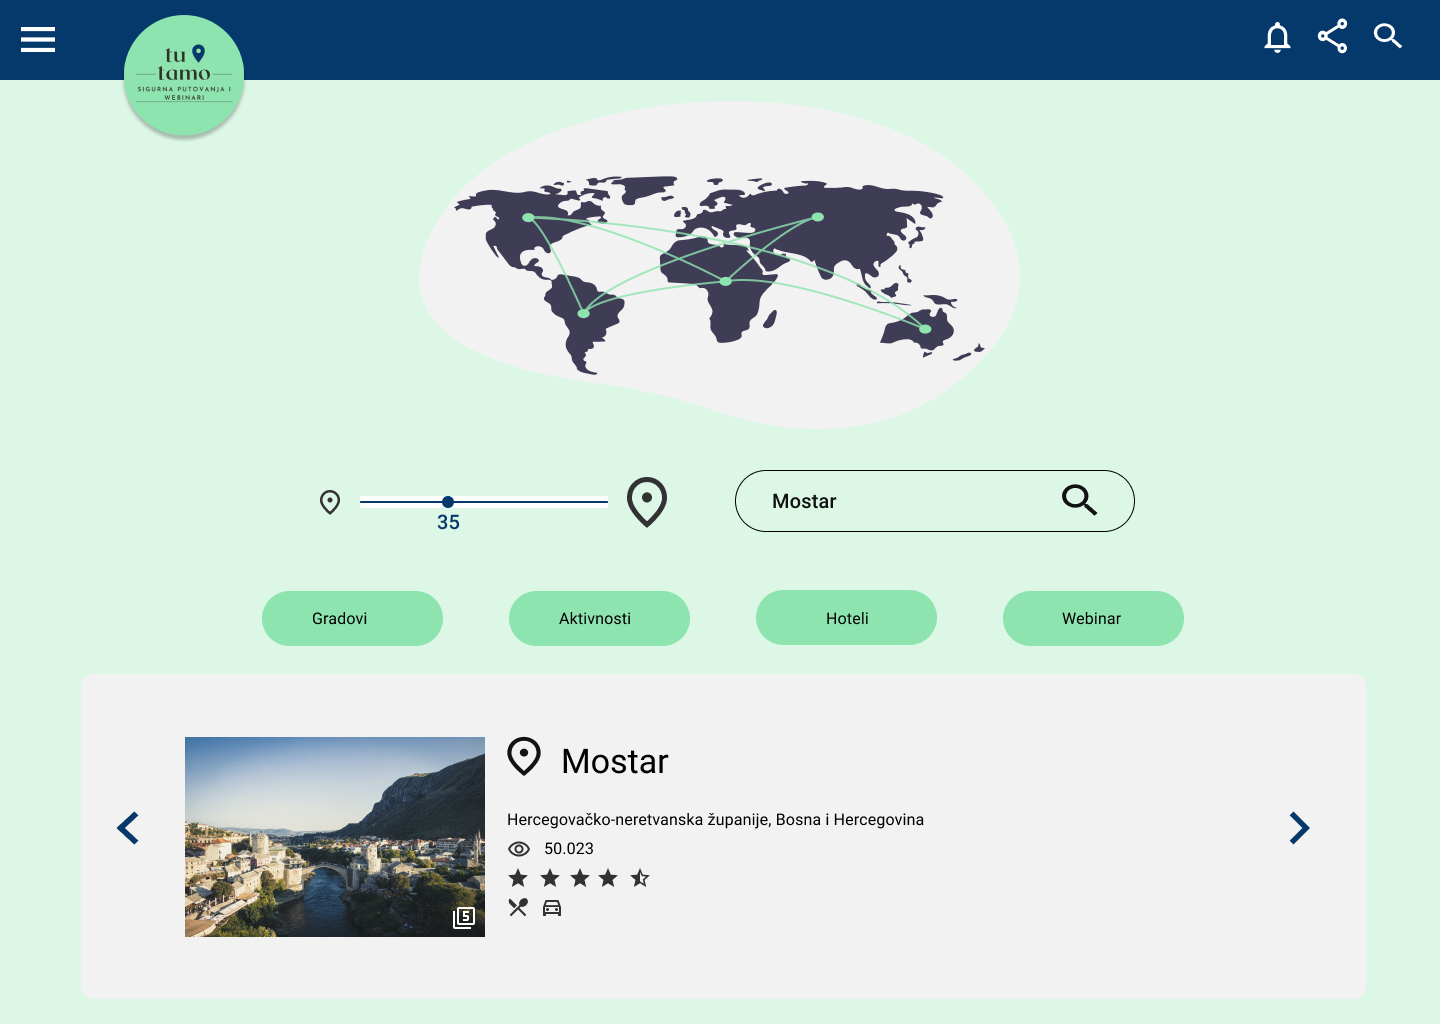 tu
tamo
SIGURNA PUTOVANJA I
WEBINARI
35
Mostar
Gradovi
Aktivnosti
Hoteli
Webinar
Mostar
Hercegovačko-neretvanska županije, Bosna i Hercegovina
50.023
5